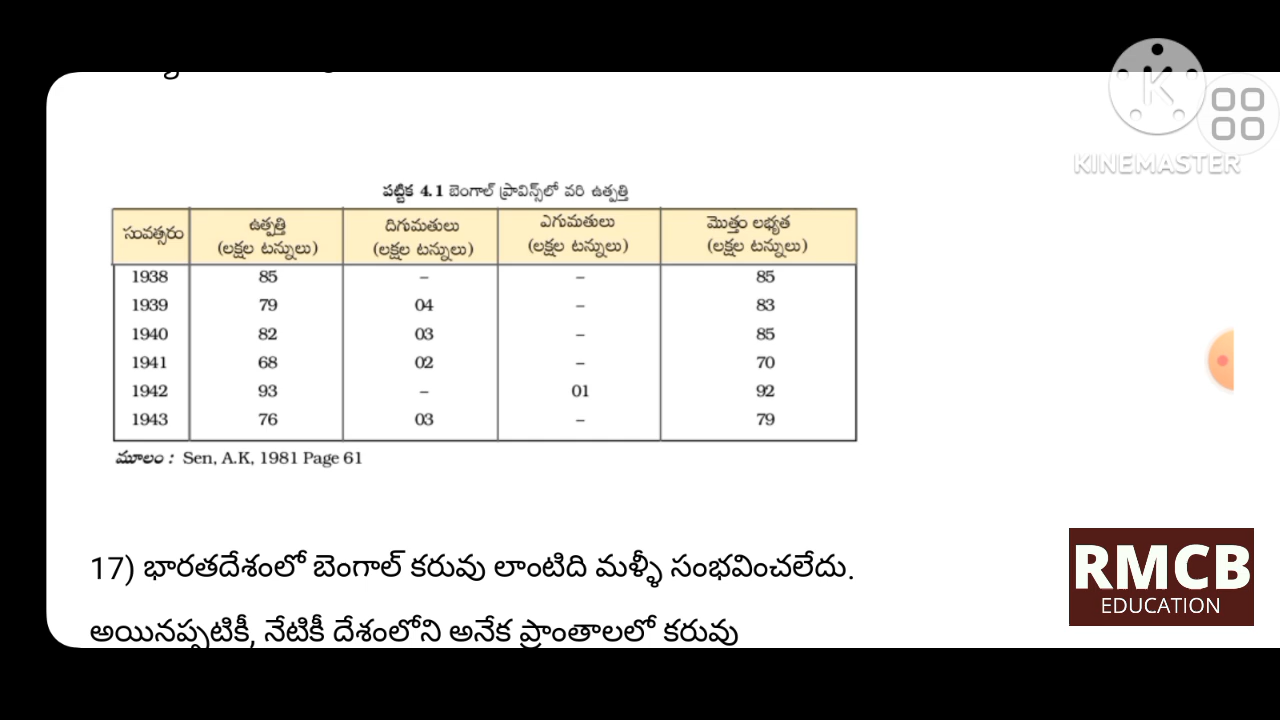 KINEMASTER
పట్టిక 4.1 బెంగాల్ ప్రావిన్స్‌లో వరి ఉత్పత్తి
సంవత్సరం ఉత్పత్తి (లక్షల టన్నులు) దిగుమతులు (లక్షల టన్నులు) ఎగుమతులు (లక్షల టన్నులు) మొత్తం లభ్యత (లక్షల టన్నులు)
1938 85 – – 85
1939 79 04 – 83
1940 82 03 – 85
1941 68 02 – 70
1942 93 – 01 92
1943 76 03 – 79
మూలం : Sen, A.K, 1981 Page 61
17) భారతదేశంలో బెంగాల్ కరువు లాంటిది మళ్ళీ సంభవించలేదు.
అయినప్పటికీ, నేటికీ దేశంలోని అనేక ప్రాంతాలలో కరువు
RMCB
EDUCATION